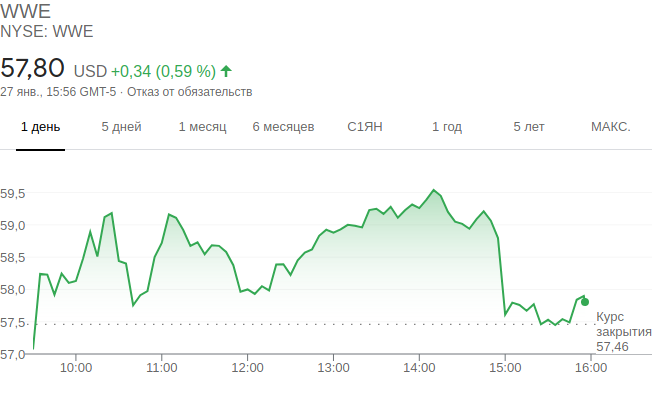 WWE
NYSE: WWE
57,80 USD +0,34 (0,59 %)
27 янв., 15:56 GMT-5 · Отказ от обязательств
1 день 5 дней 1 месяц 6 месяцев С1ЯН 1 год 5 лет МАКС.
59,5
59,0
58,5
58,0
57,5
57,0
Курс
закрытия
57,46
10:00 11:00 12:00 13:00 14:00 15:00 16:00